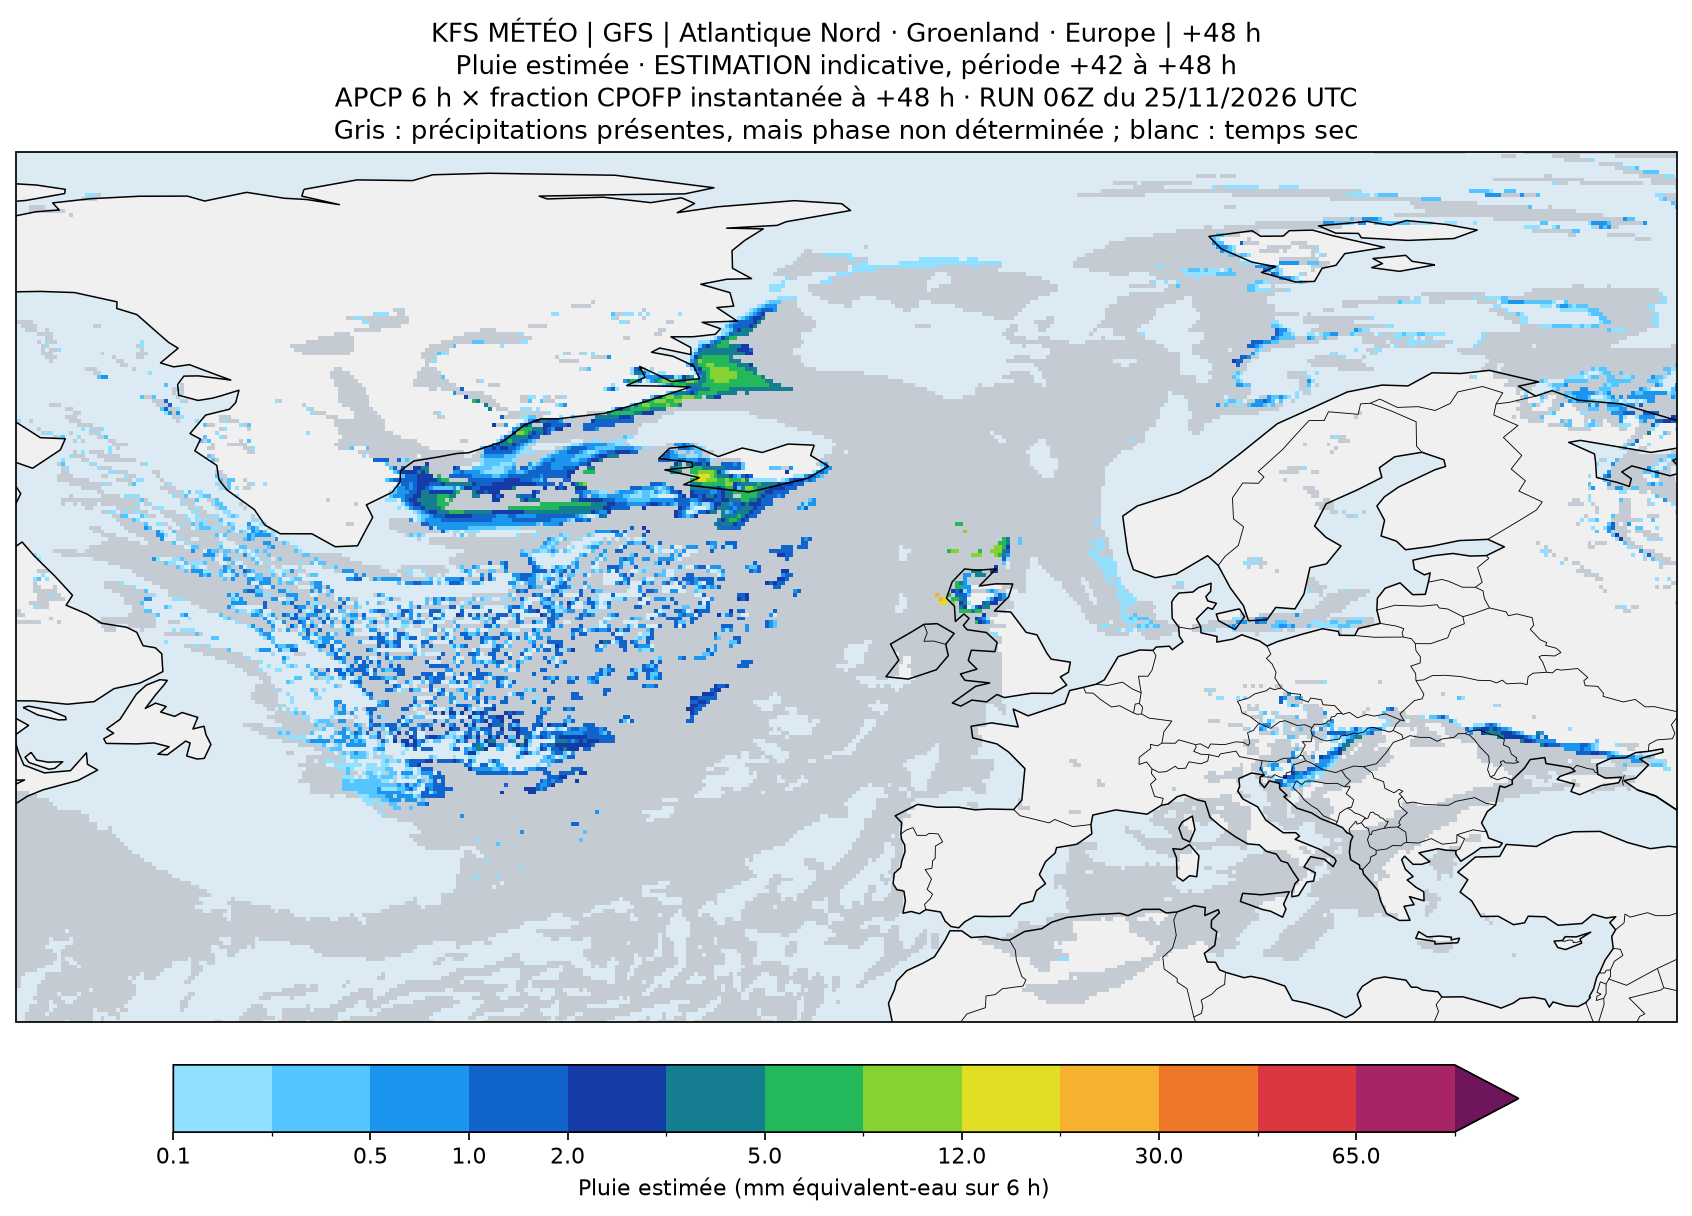 KFS MÉTÉO | GFS | Atlantique Nord · Groenland · Europe | +48 h
Pluie estimée · ESTIMATION indicative, période +42 à +48 h
APCP 6 h × fraction CPOFP instantanée à +48 h · RUN 06Z du 25/11/2026 UTC
Gris : précipitations présentes, mais phase non déterminée ; blanc : temps sec
0.1 0.5 1.0 2.0 5.0 12.0 30.0 65.0
Pluie estimée (mm équivalent-eau sur 6 h)